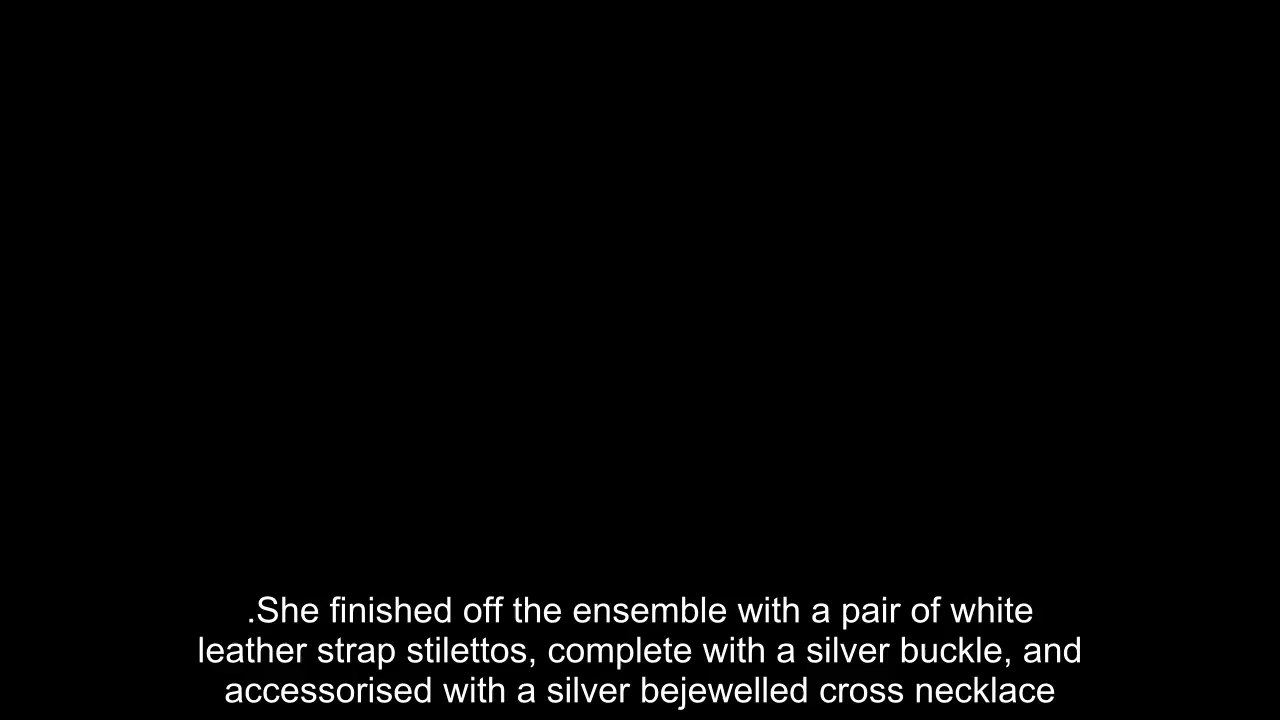 .She finished off the ensemble with a pair of white
leather strap stilettos, complete with a silver buckle, and
accessorised with a silver bejewelled cross necklace